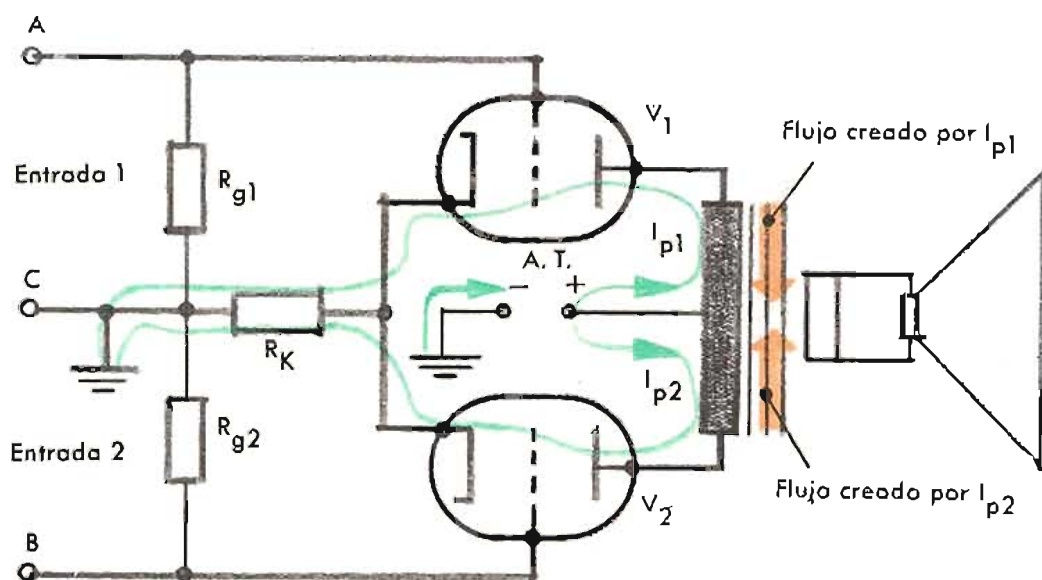 A
V1
Flujo creado por Ip1
Entrada 1
Rg1
Ip1
A. T.
C
- +
RK
Ip2
Rg2
Entrada 2
V2
Flujo creado por Ip2
B